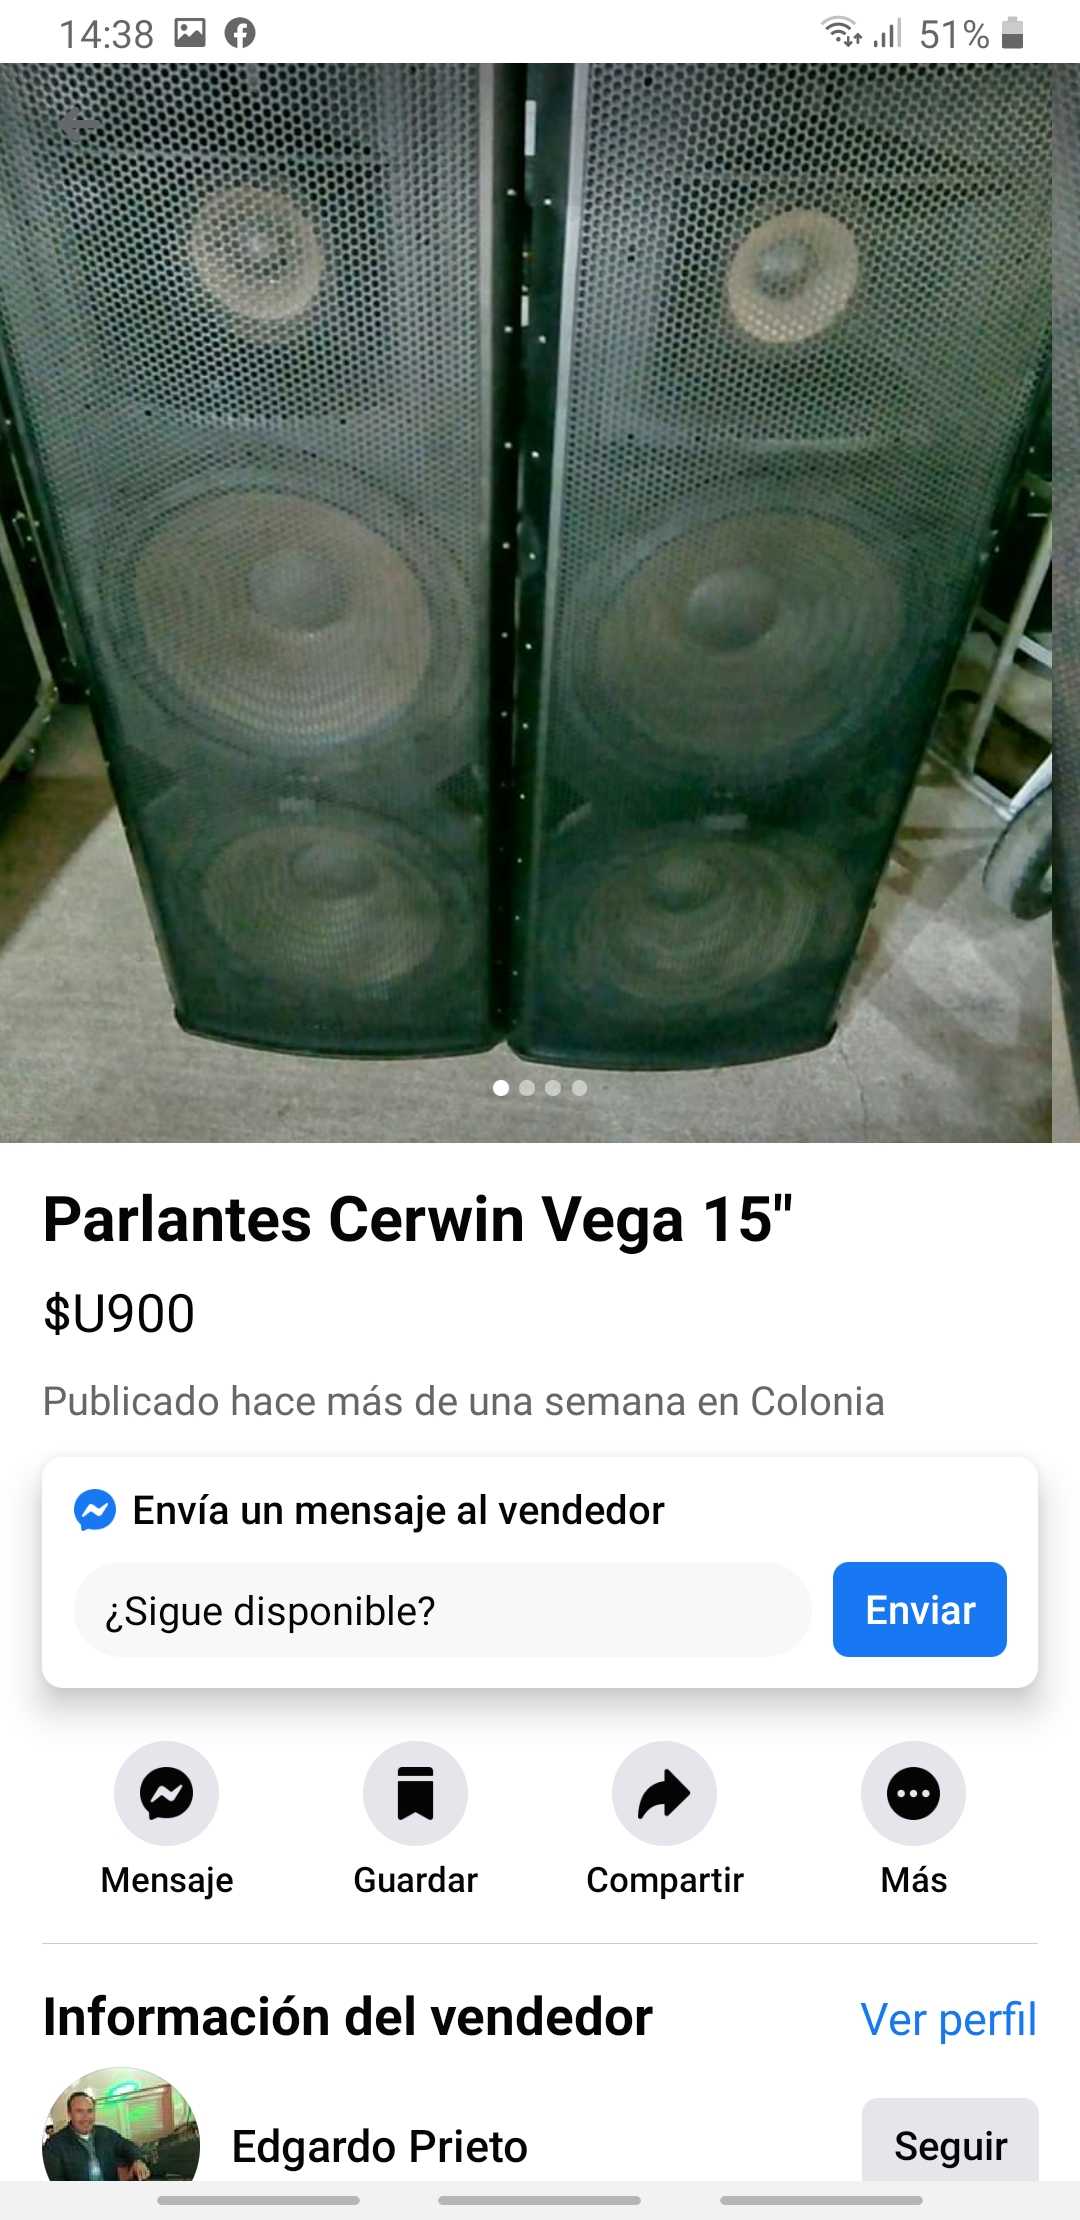 14:38
51%
Parlantes Cerwin Vega 15"
$U900
Publicado hace más de una semana en Colonia
Envía un mensaje al vendedor
¿Sigue disponible?
Enviar
Mensaje
Guardar
Compartir
Más
Información del vendedor
Ver perfil
Edgardo Prieto
Seguir